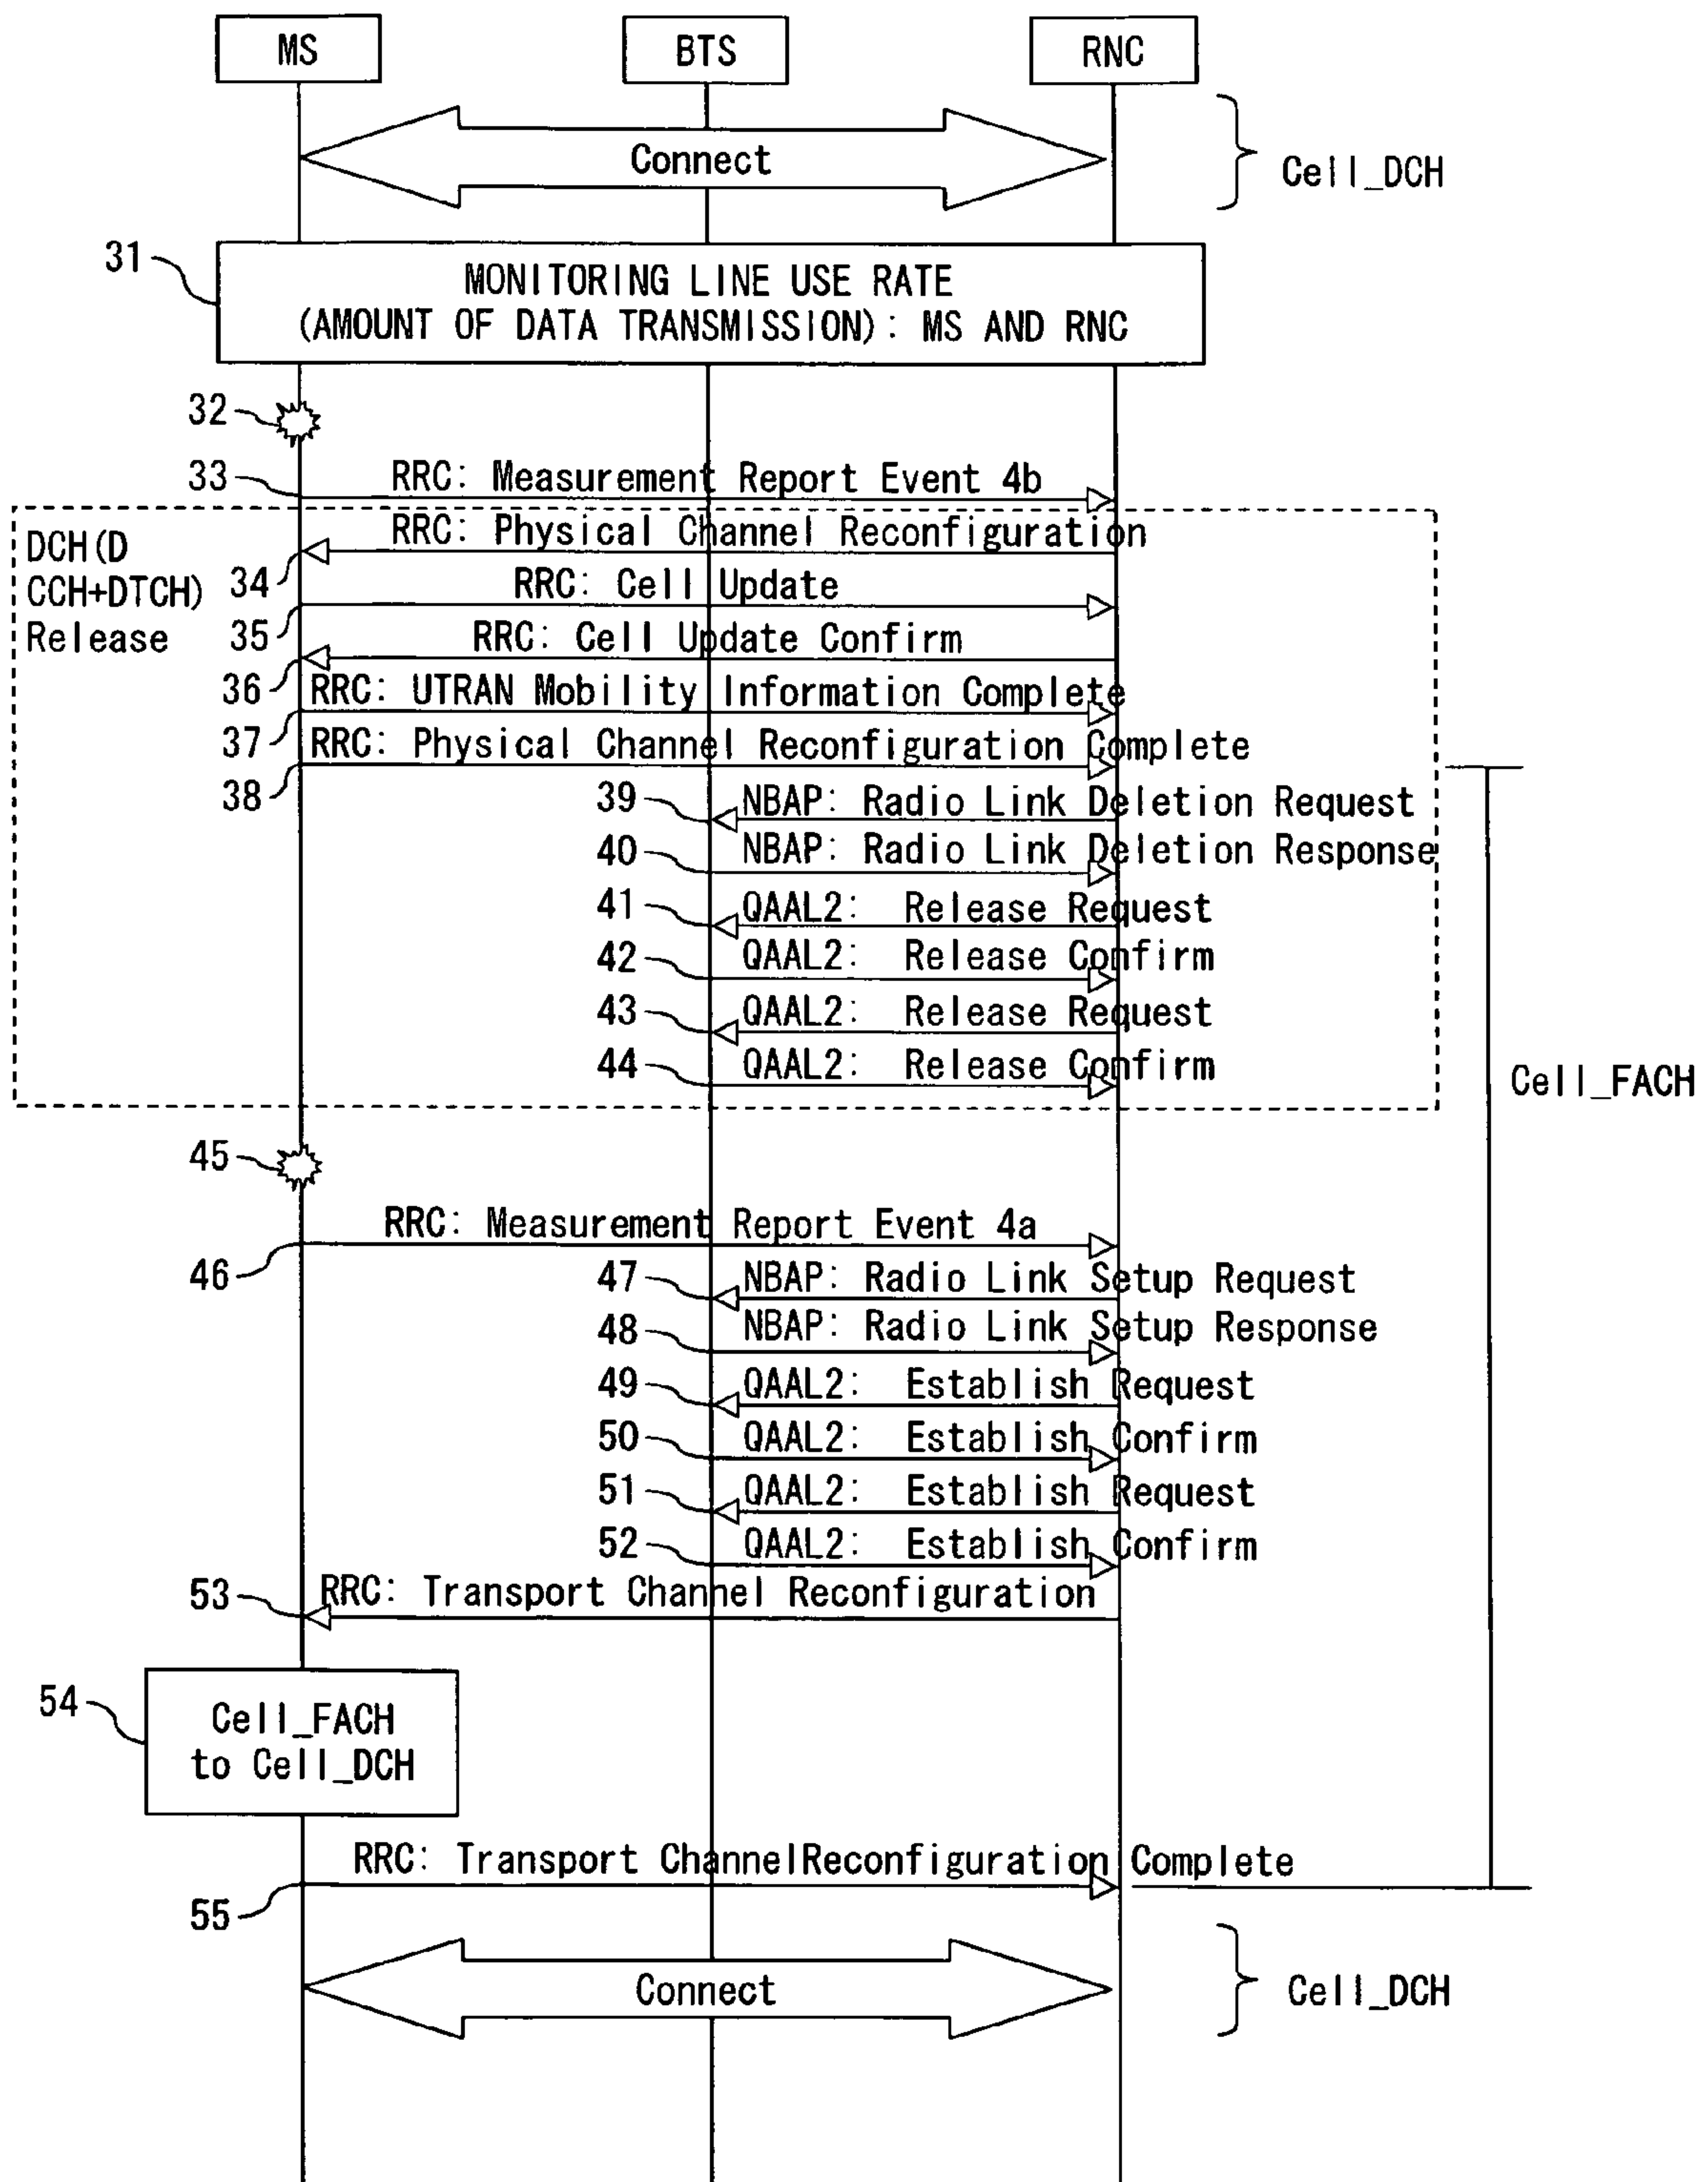 MS BTS RNC
Connect
Cell_DCH
31
MONITORING LINE USE RATE
(AMOUNT OF DATA TRANSMISSION): MS AND RNC
32
33 RRC: Measurement Report Event 4b
DCH(D
CCH+DTCH)
Release
34 RRC: Physical Channel Reconfiguration
35 RRC: Cell Update
36 RRC: Cell Update Confirm
37 RRC: UTRAN Mobility Information Complete
38 RRC: Physical Channel Reconfiguration Complete
39 NBAP: Radio Link Deletion Request
40 NBAP: Radio Link Deletion Response
41 QAAL2: Release Request
42 QAAL2: Release Confirm
43 QAAL2: Release Request
44 QAAL2: Release Confirm
Cell_FACH
45
46 RRC: Measurement Report Event 4a
47 NBAP: Radio Link Setup Request
48 NBAP: Radio Link Setup Response
49 QAAL2: Establish Request
50 QAAL2: Establish Confirm
51 QAAL2: Establish Request
52 QAAL2: Establish Confirm
53 RRC: Transport Channel Reconfiguration
54
Cell_FACH
to Cell_DCH
55 RRC: Transport ChannelReconfiguration Complete
Connect
Cell_DCH